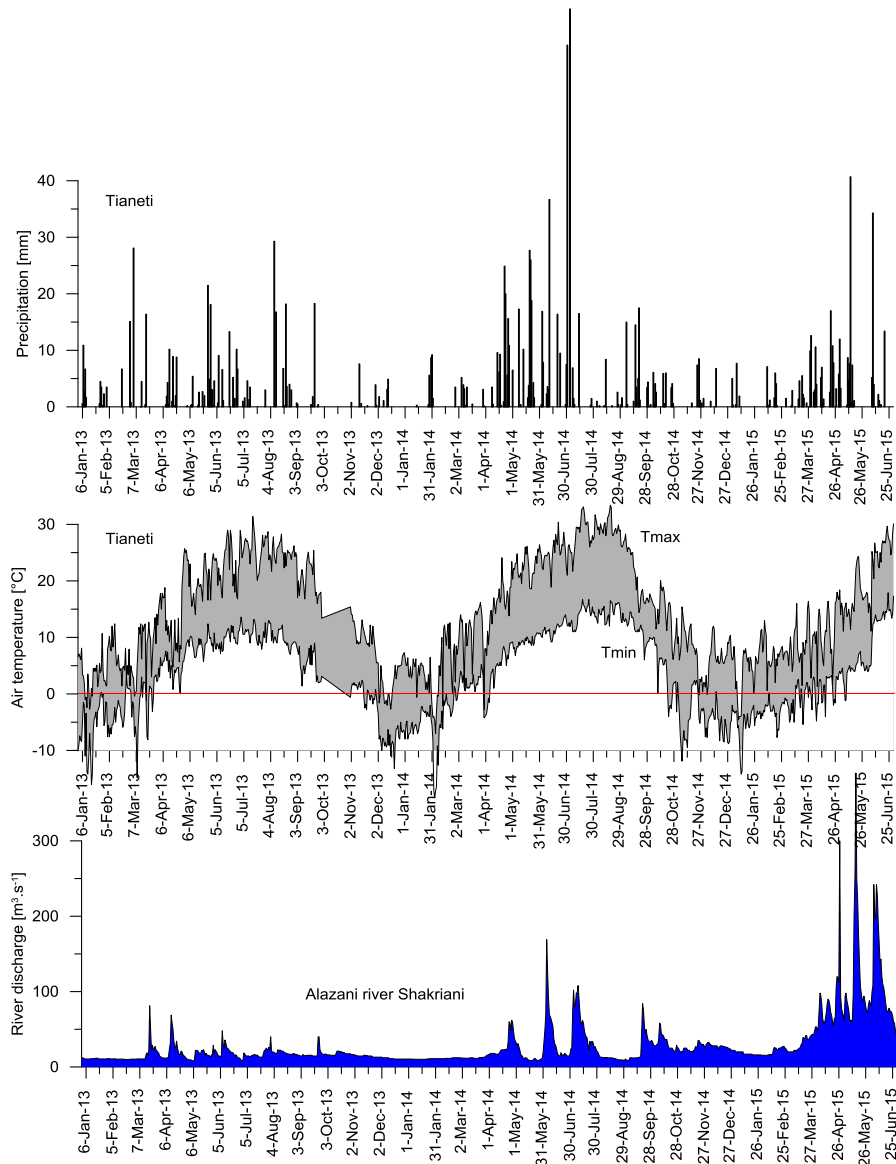 40
30
20
10
0
Precipitation [mm]
Tianeti
6-Jan-13
5-Feb-13
7-Mar-13
6-Apr-13
6-May-13
5-Jun-13
5-Jul-13
4-Aug-13
3-Sep-13
3-Oct-13
2-Nov-13
2-Dec-13
1-Jan-14
31-Jan-14
2-Mar-14
1-Apr-14
1-May-14
31-May-14
30-Jun-14
30-Jul-14
29-Aug-14
28-Sep-14
28-Oct-14
27-Nov-14
27-Dec-14
26-Jan-15
25-Feb-15
27-Mar-15
26-Apr-15
26-May-15
25-Jun-15
30
20
10
0
-10
Air temperature [°C]
Tianeti
Tmax
Tmin
6-Jan-13
5-Feb-13
7-Mar-13
6-Apr-13
6-May-13
5-Jun-13
5-Jul-13
4-Aug-13
3-Sep-13
3-Oct-13
2-Nov-13
2-Dec-13
1-Jan-14
31-Jan-14
2-Mar-14
1-Apr-14
1-May-14
31-May-14
30-Jun-14
30-Jul-14
29-Aug-14
28-Sep-14
28-Oct-14
27-Nov-14
27-Dec-14
26-Jan-15
25-Feb-15
27-Mar-15
26-Apr-15
26-May-15
25-Jun-15
300
200
100
0
River discharge [m³.s⁻¹]
Alazani river Shakriani
6-Jan-13
5-Feb-13
7-Mar-13
6-Apr-13
6-May-13
5-Jun-13
5-Jul-13
4-Aug-13
3-Sep-13
3-Oct-13
2-Nov-13
2-Dec-13
1-Jan-14
31-Jan-14
2-Mar-14
1-Apr-14
1-May-14
31-May-14
30-Jun-14
30-Jul-14
29-Aug-14
28-Sep-14
28-Oct-14
27-Nov-14
27-Dec-14
26-Jan-15
25-Feb-15
27-Mar-15
26-Apr-15
26-May-15
25-Jun-15